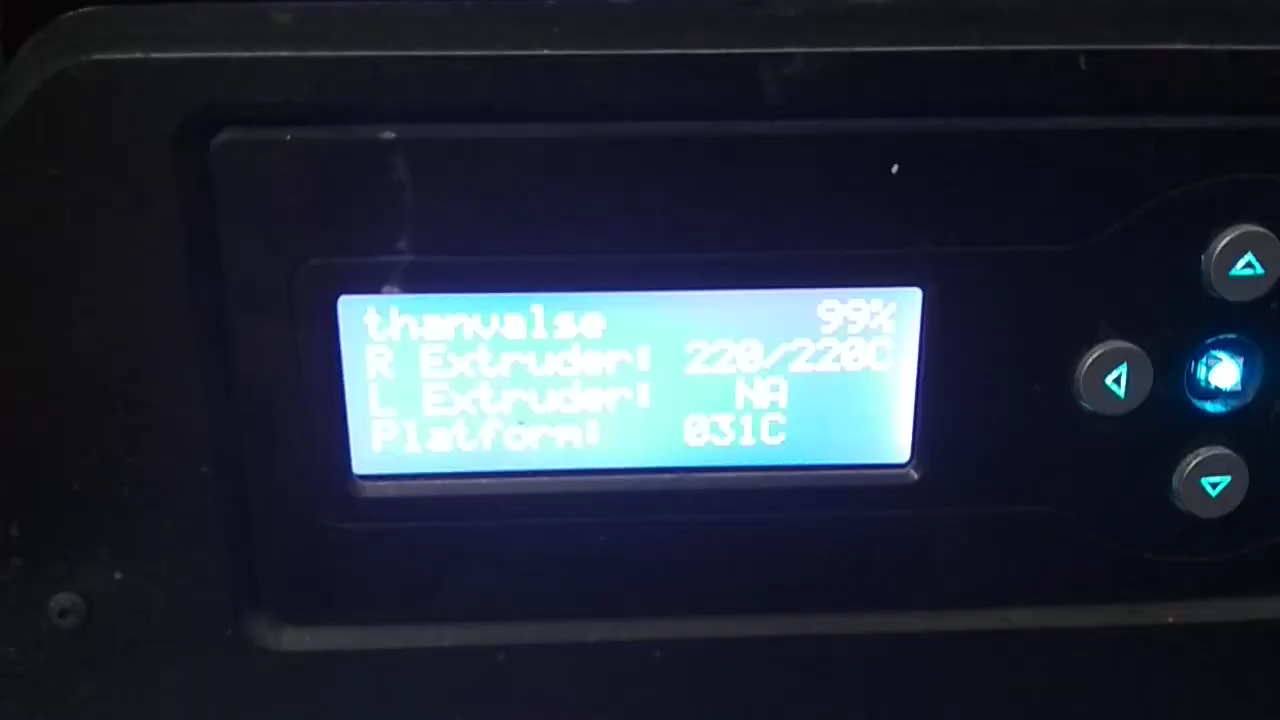 thanvalse 99%
R Extruder: 220/220C
L Extruder: NA
Platform: 031C